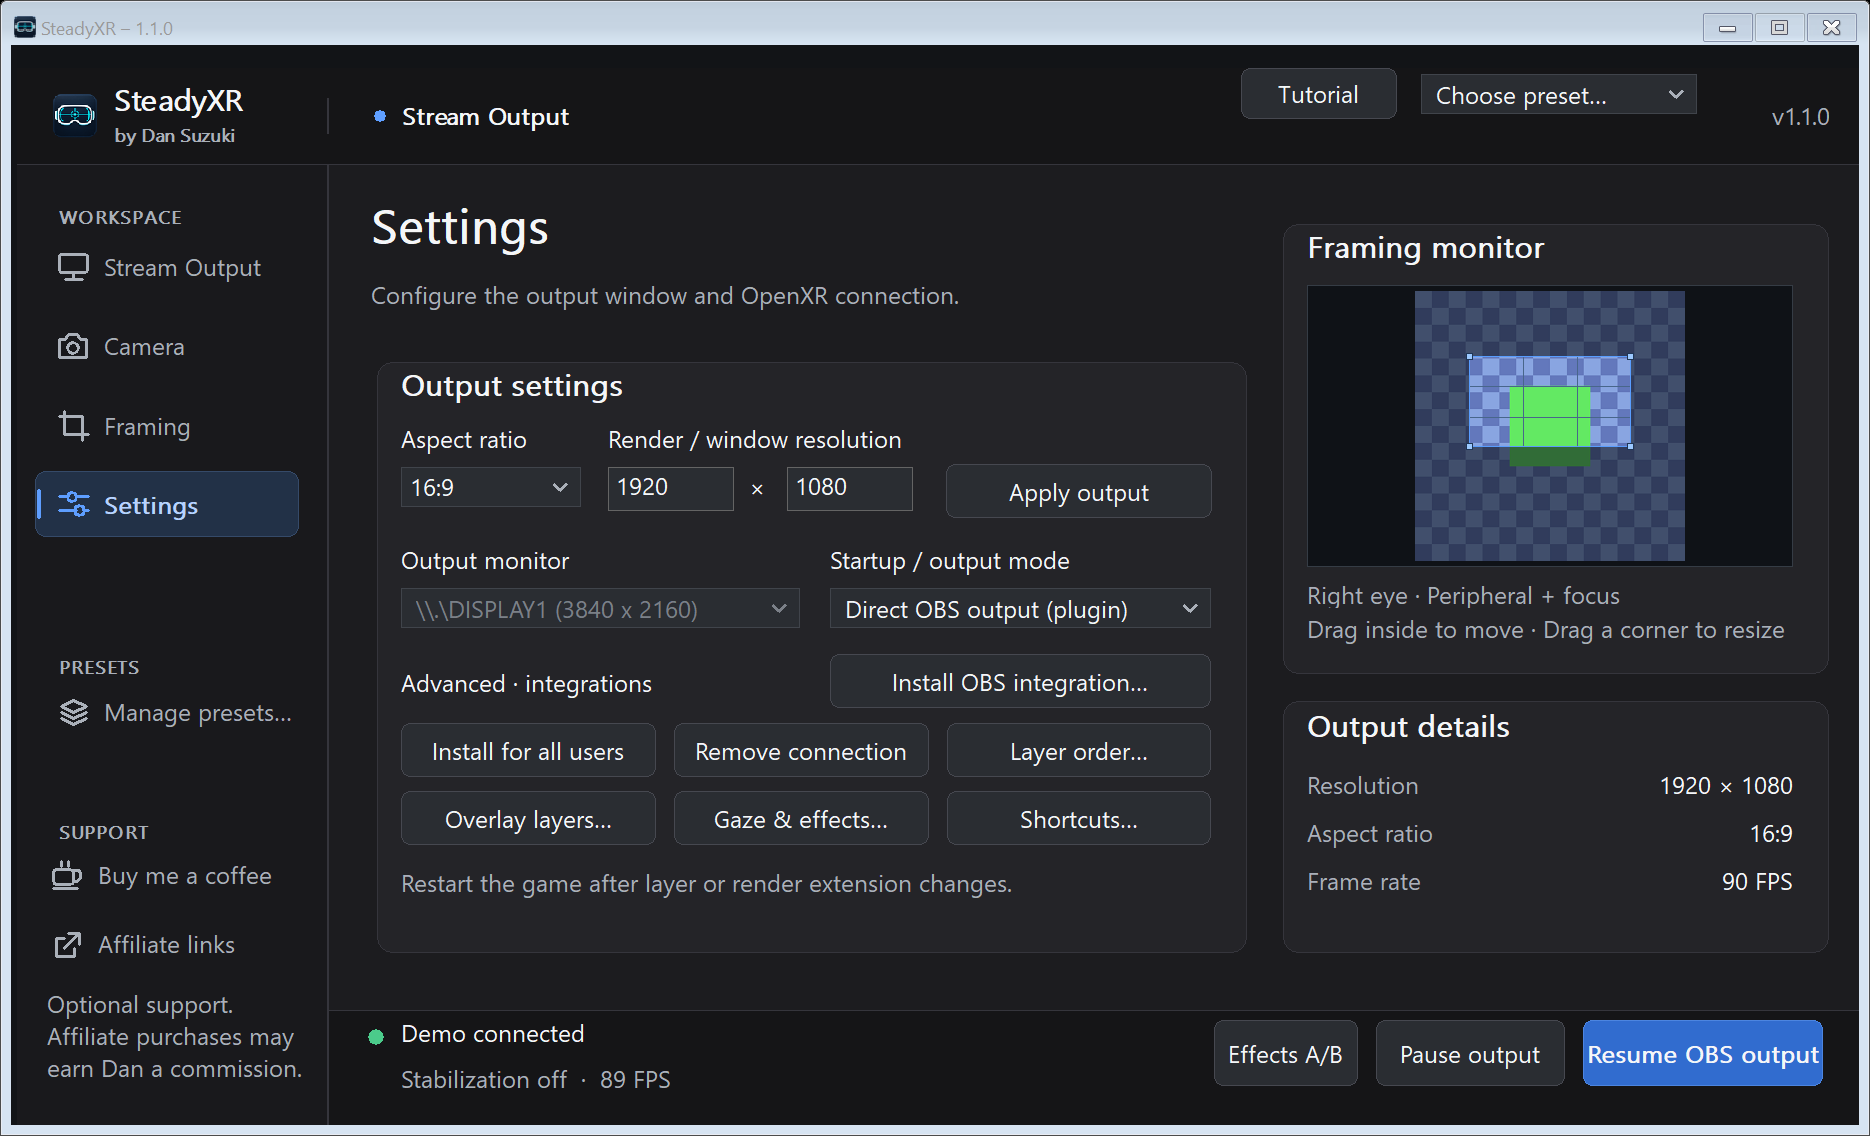 SteadyXR – 1.1.0
SteadyXR
by Dan Suzuki
Stream Output
Tutorial
Choose preset...
v1.1.0
WORKSPACE
Stream Output
Camera
Framing
Settings
PRESETS
Manage presets...
SUPPORT
Buy me a coffee
Affiliate links
Optional support.
Affiliate purchases may
earn Dan a commission.
Settings
Configure the output window and OpenXR connection.
Output settings
Aspect ratio
Render / window resolution
16:9
1920 × 1080
Apply output
Output monitor
Startup / output mode
\\.\DISPLAY1 (3840 x 2160)
Direct OBS output (plugin)
Advanced · integrations
Install OBS integration...
Install for all users
Remove connection
Layer order...
Overlay layers...
Gaze & effects...
Shortcuts...
Restart the game after layer or render extension changes.
Framing monitor
Right eye · Peripheral + focus
Drag inside to move · Drag a corner to resize
Output details
Resolution 1920 × 1080
Aspect ratio 16:9
Frame rate 90 FPS
Demo connected
Stabilization off · 89 FPS
Effects A/B
Pause output
Resume OBS output